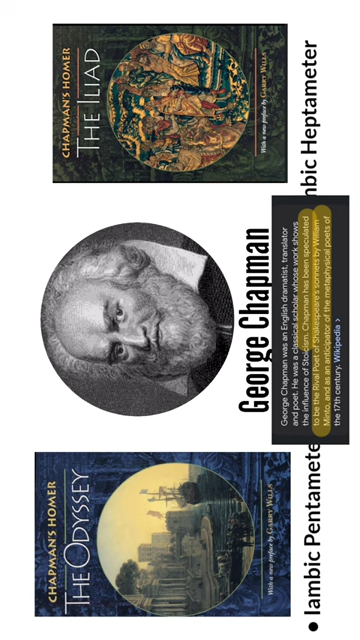 CHAPMAN'S HOMER
THE ODYSSEY
With a new preface by GARRY WILLS
George Chapman
CHAPMAN'S HOMER
THE ILIAD
With a new preface by GARRY WILLS
• Iambic Pentamete
mbic Heptameter
George Chapman was an English dramatist, translator
and poet. He was a classical scholar whose work shows
the influence of Stoicism. Chapman has been speculated
to be the Rival Poet of Shakespeare's sonnets by William
Minto, and as an anticipator of the metaphysical poets of
the 17th century. Wikipedia >